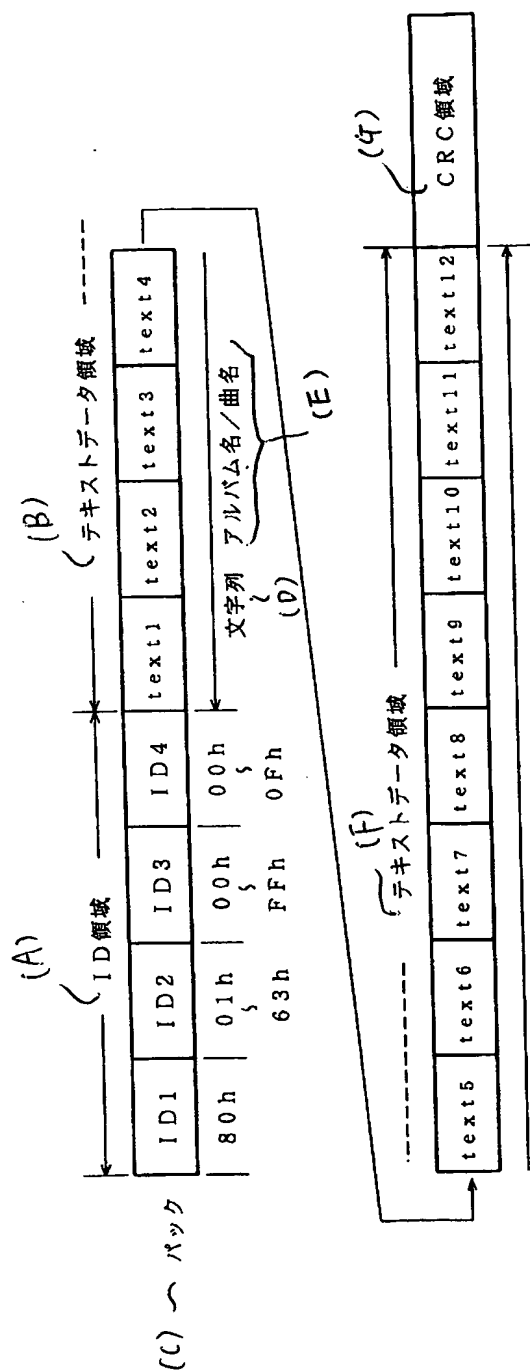 (A)
ID領域
(B)
テキストデータ領域
(C) パック
ID1 ID2 ID3 ID4 text1 text2 text3 text4
80h 01h 00h 00h
63h FFh 0Fh
文字列 アルバム名/曲名
(D)
(E)
(F)
テキストデータ領域
(G)
text5 text6 text7 text8 text9 text10 text11 text12 CRC領域